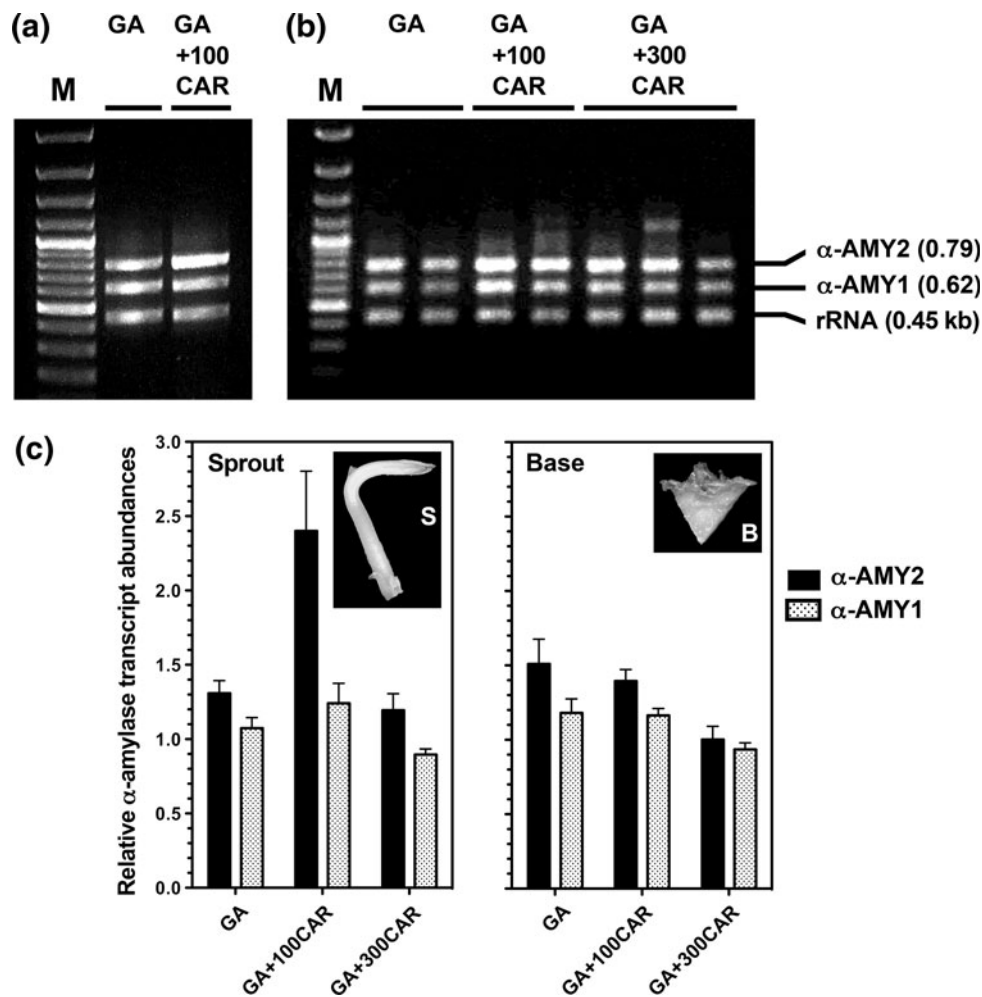 (a)
GA
GA
+100
CAR
M
(b)
GA
GA
+100
CAR
GA
+300
CAR
M
α-AMY2 (0.79)
α-AMY1 (0.62)
rRNA (0.45 kb)
(c)
Relative α-amylase transcript abundances
3.0
2.5
2.0
1.5
1.0
0.5
0.0
Sprout
S
GA
GA+100CAR
GA+300CAR
Base
B
GA
GA+100CAR
GA+300CAR
α-AMY2
α-AMY1